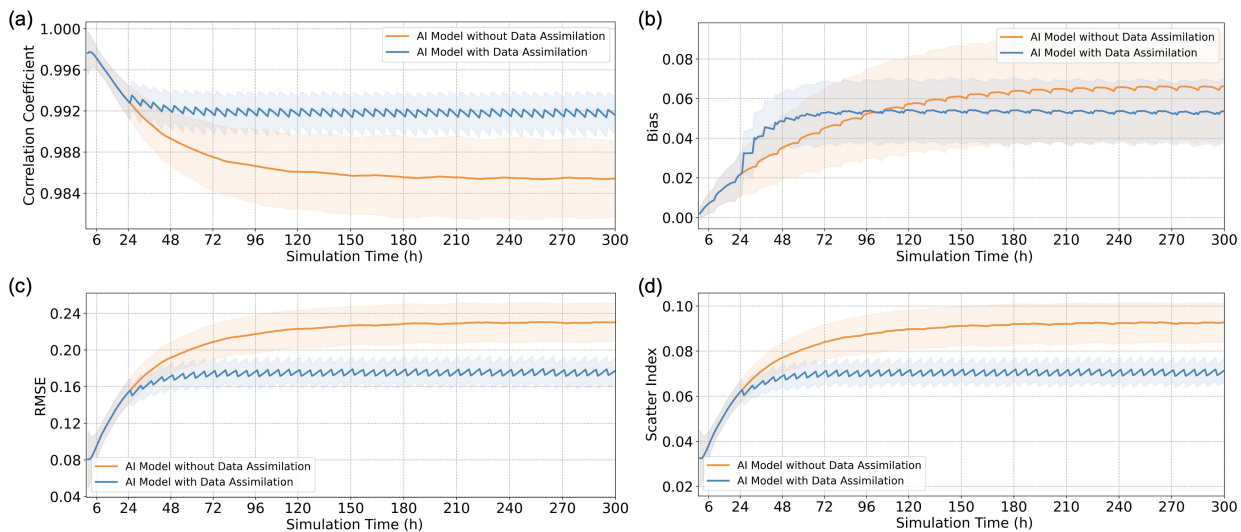 (a)
1.000
0.996
0.992
0.988
0.984
Correlation Coefficient
AI Model without Data Assimilation
AI Model with Data Assimilation
6 24 48 72 96 120 150 180 210 240 270 300
Simulation Time (h)
(b)
0.08
0.06
0.04
0.02
0.00
Bias
AI Model without Data Assimilation
AI Model with Data Assimilation
6 24 48 72 96 120 150 180 210 240 270 300
Simulation Time (h)
(c)
0.24
0.20
0.16
0.12
0.08
0.04
RMSE
AI Model without Data Assimilation
AI Model with Data Assimilation
6 24 48 72 96 120 150 180 210 240 270 300
Simulation Time (h)
(d)
0.10
0.08
0.06
0.04
0.02
Scatter Index
AI Model without Data Assimilation
AI Model with Data Assimilation
6 24 48 72 96 120 150 180 210 240 270 300
Simulation Time (h)